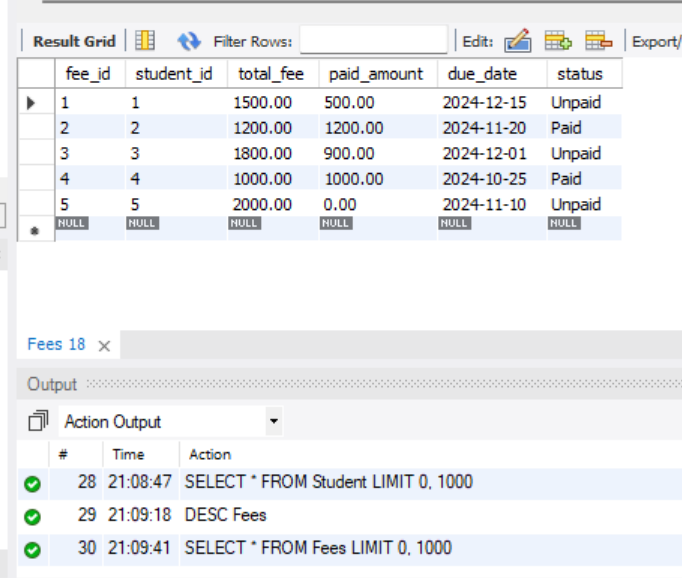 Result Grid Filter Rows: Edit: Export/
fee_id student_id total_fee paid_amount due_date status
1 1 1500.00 500.00 2024-12-15 Unpaid
2 2 1200.00 1200.00 2024-11-20 Paid
3 3 1800.00 900.00 2024-12-01 Unpaid
4 4 1000.00 1000.00 2024-10-25 Paid
5 5 2000.00 0.00 2024-11-10 Unpaid
NULL NULL NULL NULL NULL NULL
Fees 18
Output
Action Output
# Time Action
28 21:08:47 SELECT * FROM Student LIMIT 0, 1000
29 21:09:18 DESC Fees
30 21:09:41 SELECT * FROM Fees LIMIT 0, 1000